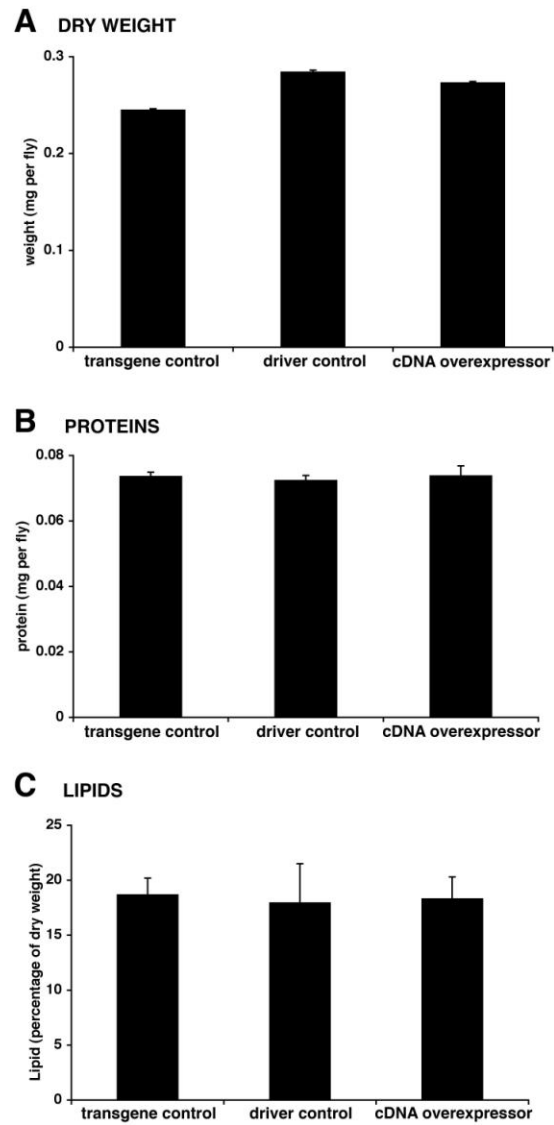 A DRY WEIGHT
0.3
0.2
0.1
0
weight (mg per fly)
transgene control driver control cDNA overexpressor
B PROTEINS
0.08
0.06
0.04
0.02
0
protein (mg per fly)
transgene control driver control cDNA overexpressor
C LIPIDS
25
20
15
10
5
0
Lipid (percentage of dry weight)
transgene control driver control cDNA overexpressor